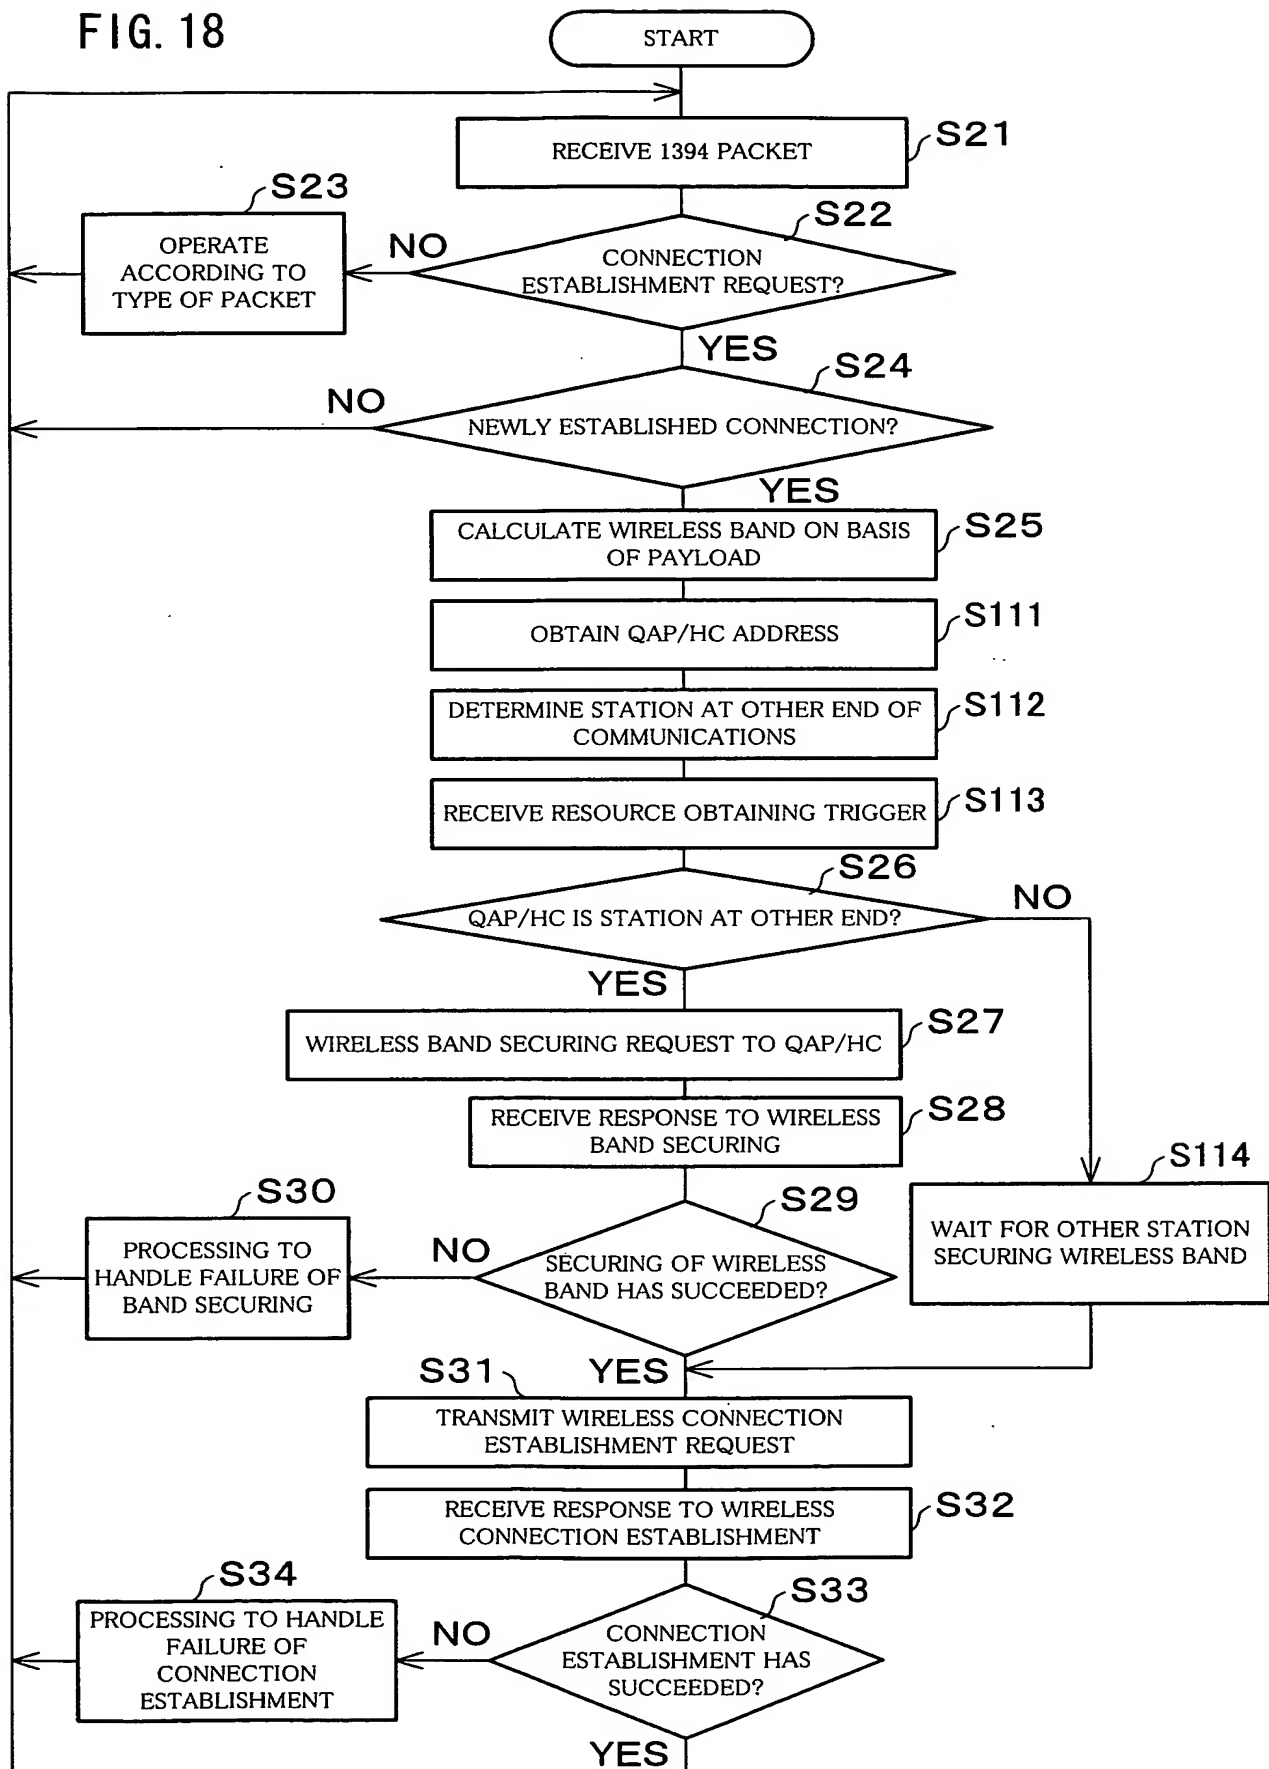 FIG. 18
START
RECEIVE 1394 PACKET
S21
S23
OPERATE
ACCORDING TO
TYPE OF PACKET
NO
S22
CONNECTION
ESTABLISHMENT REQUEST?
YES
S24
NO
NEWLY ESTABLISHED CONNECTION?
YES
CALCULATE WIRELESS BAND ON BASIS
OF PAYLOAD
S25
OBTAIN QAP/HC ADDRESS
S111
DETERMINE STATION AT OTHER END OF
COMMUNICATIONS
S112
RECEIVE RESOURCE OBTAINING TRIGGER
S113
S26
QAP/HC IS STATION AT OTHER END?
NO
YES
WIRELESS BAND SECURING REQUEST TO QAP/HC
S27
RECEIVE RESPONSE TO WIRELESS
BAND SECURING
S28
S114
WAIT FOR OTHER STATION
SECURING WIRELESS BAND
S30
PROCESSING TO
HANDLE FAILURE OF
BAND SECURING
NO
S29
SECURING OF WIRELESS
BAND HAS SUCCEEDED?
YES
S31
TRANSMIT WIRELESS CONNECTION
ESTABLISHMENT REQUEST
RECEIVE RESPONSE TO WIRELESS
CONNECTION ESTABLISHMENT
S32
S34
PROCESSING TO HANDLE
FAILURE OF
CONNECTION
ESTABLISHMENT
NO
S33
CONNECTION
ESTABLISHMENT HAS
SUCCEEDED?
YES